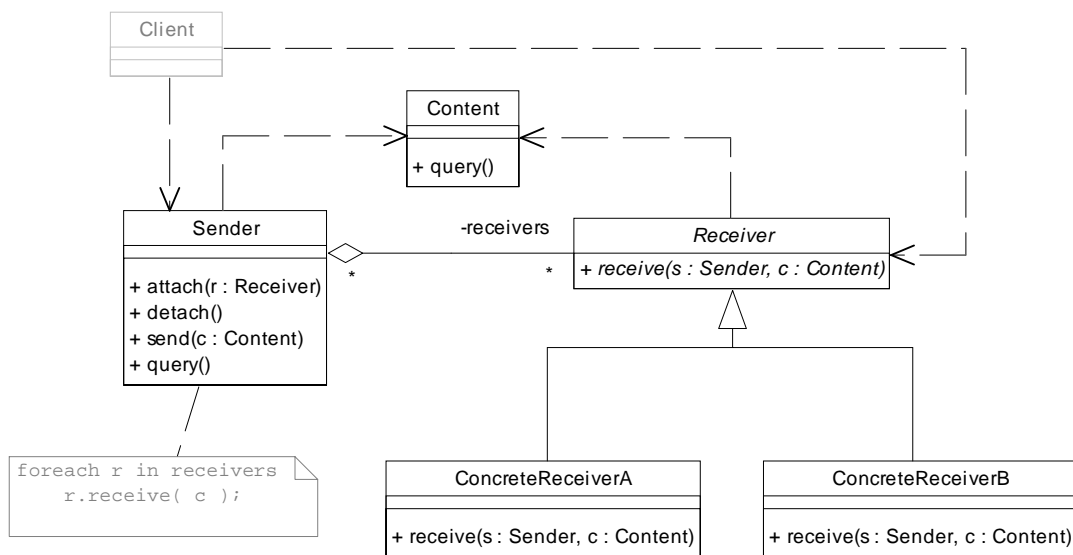 Client
Content
+ query()
Sender
+ attach(r : Receiver)
+ detach()
+ send(c : Content)
+ query()
-receivers
*
*
Receiver
+ receive(s : Sender, c : Content)
foreach r in receivers
r.receive( c );
ConcreteReceiverA
+ receive(s : Sender, c : Content)
ConcreteReceiverB
+ receive(s : Sender, c : Content)